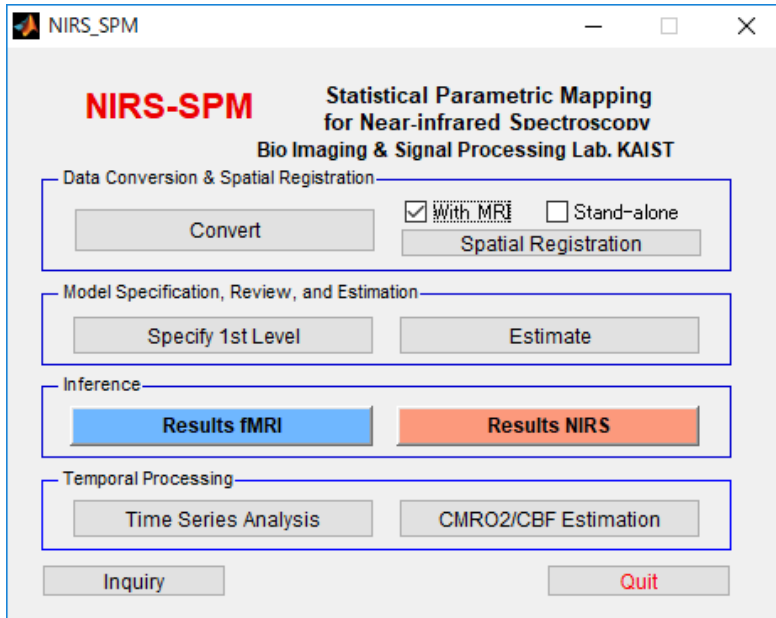 NIRS_SPM
NIRS-SPM
Statistical Parametric Mapping
for Near-infrared Spectroscopy
Bio Imaging & Signal Processing Lab. KAIST
Data Conversion & Spatial Registration
Convert
With MRI
Stand-alone
Spatial Registration
Model Specification, Review, and Estimation
Specify 1st Level
Estimate
Inference
Results fMRI
Results NIRS
Temporal Processing
Time Series Analysis
CMRO2/CBF Estimation
Inquiry
Quit